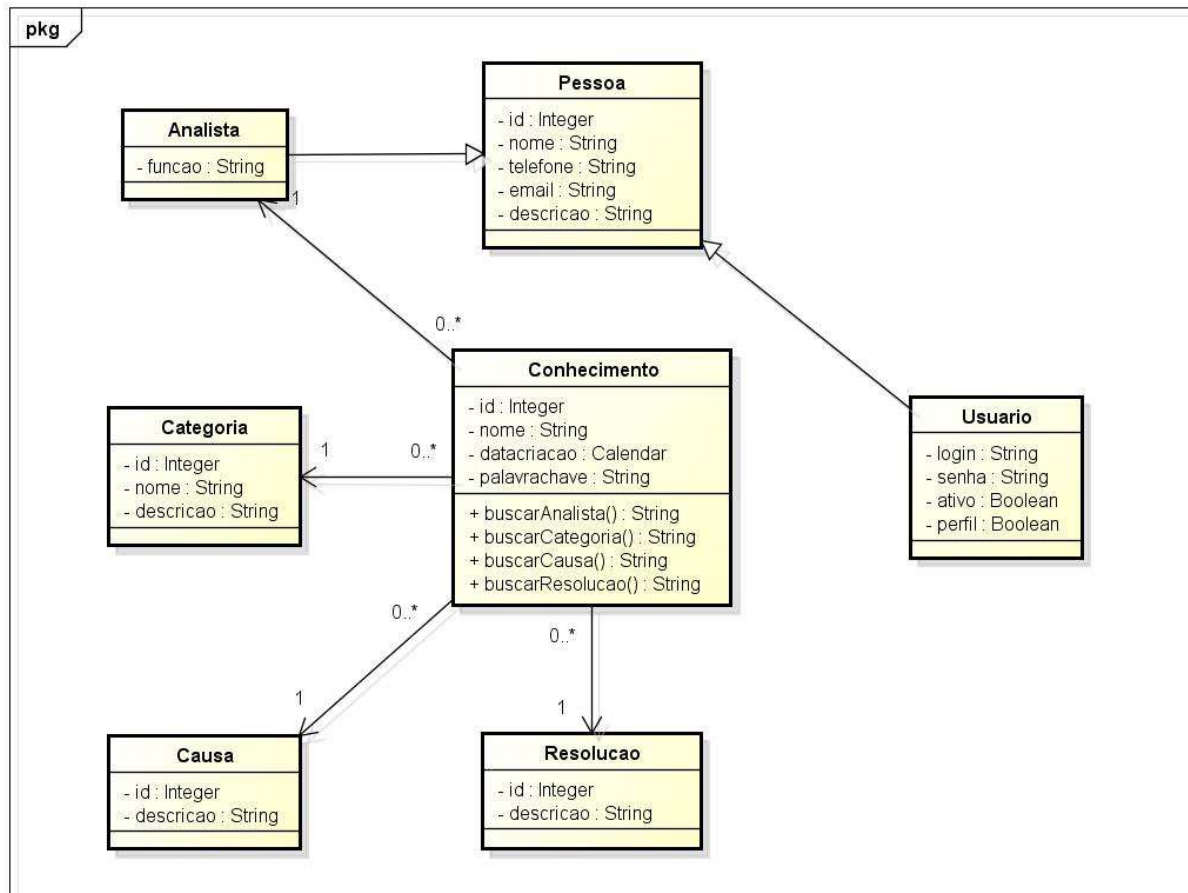 pkg
Pessoa
- id : Integer
- nome : String
- telefone : String
- email : String
- descricao : String
Analista
- funcao : String
1
0..*
Conhecimento
- id : Integer
- nome : String
- datacriacao : Calendar
- palavrachave : String
+ buscarAnalista() : String
+ buscarCategoria() : String
+ buscarCausa() : String
+ buscarResolucao() : String
Categoria
- id : Integer
- nome : String
- descricao : String
1
0..*
Usuario
- login : String
- senha : String
- ativo : Boolean
- perfil : Boolean
0..*
1
0..*
1
Causa
- id : Integer
- descricao : String
Resolucao
- id : Integer
- descricao : String